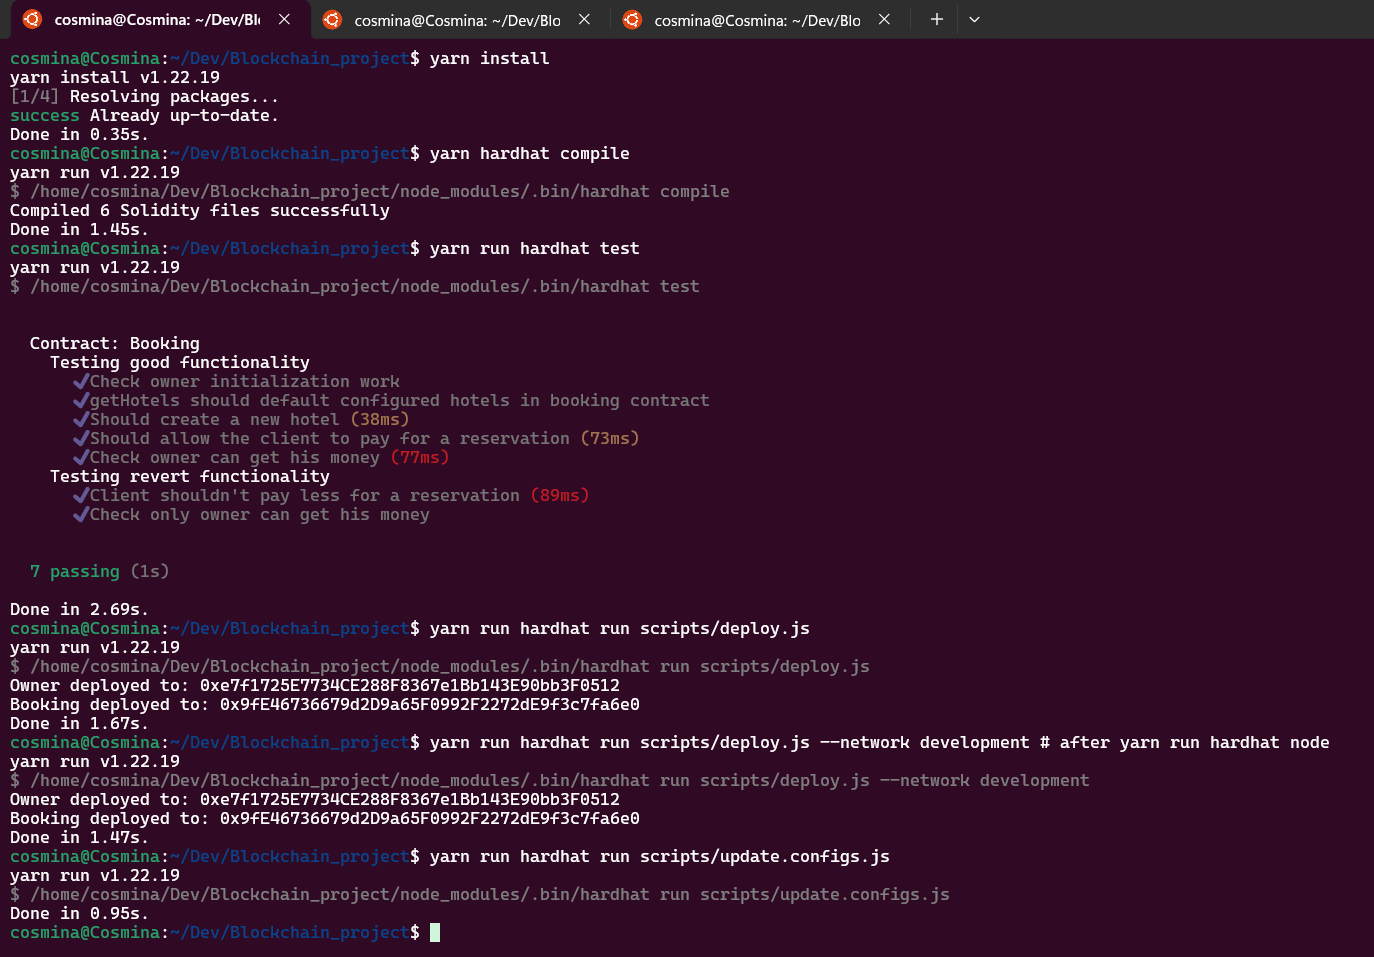 cosmina@Cosmina: ~/Dev/Blo
cosmina@Cosmina: ~/Dev/Blo
cosmina@Cosmina: ~/Dev/Blo
cosmina@Cosmina:~/Dev/Blockchain_project$ yarn install
yarn install v1.22.19
[1/4] Resolving packages...
success Already up-to-date.
Done in 0.35s.
cosmina@Cosmina:~/Dev/Blockchain_project$ yarn hardhat compile
yarn run v1.22.19
$ /home/cosmina/Dev/Blockchain_project/node_modules/.bin/hardhat compile
Compiled 6 Solidity files successfully
Done in 1.45s.
cosmina@Cosmina:~/Dev/Blockchain_project$ yarn run hardhat test
yarn run v1.22.19
$ /home/cosmina/Dev/Blockchain_project/node_modules/.bin/hardhat test
Contract: Booking
Testing good functionality
✔Check owner initialization work
✔getHotels should default configured hotels in booking contract
✔Should create a new hotel (38ms)
✔Should allow the client to pay for a reservation (73ms)
✔Check owner can get his money (77ms)
Testing revert functionality
✔Client shouldn't pay less for a reservation (89ms)
✔Check only owner can get his money
7 passing (1s)
Done in 2.69s.
cosmina@Cosmina:~/Dev/Blockchain_project$ yarn run hardhat run scripts/deploy.js
yarn run v1.22.19
$ /home/cosmina/Dev/Blockchain_project/node_modules/.bin/hardhat run scripts/deploy.js
Owner deployed to: 0xe7f1725E7734CE288F8367e1Bb143E90bb3F0512
Booking deployed to: 0x9fE46736679d2D9a65F0992F2272dE9f3c7fa6e0
Done in 1.67s.
cosmina@Cosmina:~/Dev/Blockchain_project$ yarn run hardhat run scripts/deploy.js --network development # after yarn run hardhat node
yarn run v1.22.19
$ /home/cosmina/Dev/Blockchain_project/node_modules/.bin/hardhat run scripts/deploy.js --network development
Owner deployed to: 0xe7f1725E7734CE288F8367e1Bb143E90bb3F0512
Booking deployed to: 0x9fE46736679d2D9a65F0992F2272dE9f3c7fa6e0
Done in 1.47s.
cosmina@Cosmina:~/Dev/Blockchain_project$ yarn run hardhat run scripts/update.configs.js
yarn run v1.22.19
$ /home/cosmina/Dev/Blockchain_project/node_modules/.bin/hardhat run scripts/update.configs.js
Done in 0.95s.
cosmina@Cosmina:~/Dev/Blockchain_project$